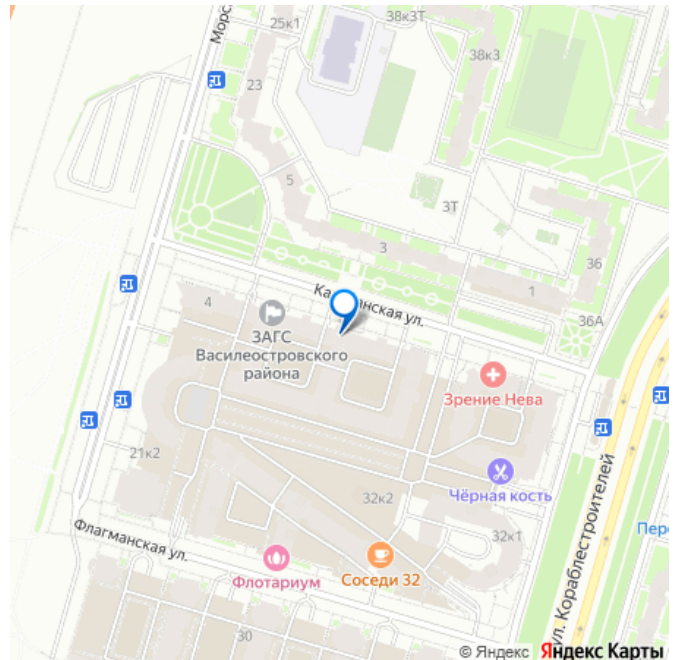 38к3Т
25к1
Морс
38к3
23
5
3Т
3
36
1
Ка
анская ул.
4
36А
ЗАГС
Василеостровского
района
Зрение Нева
21к2
Чёрная кость
32к2
32к1
Пере
Флагманская ул.
Флотариум
Соседи 32
ул. Кораблестроителей
30
© Яндекс Яндекс Карты